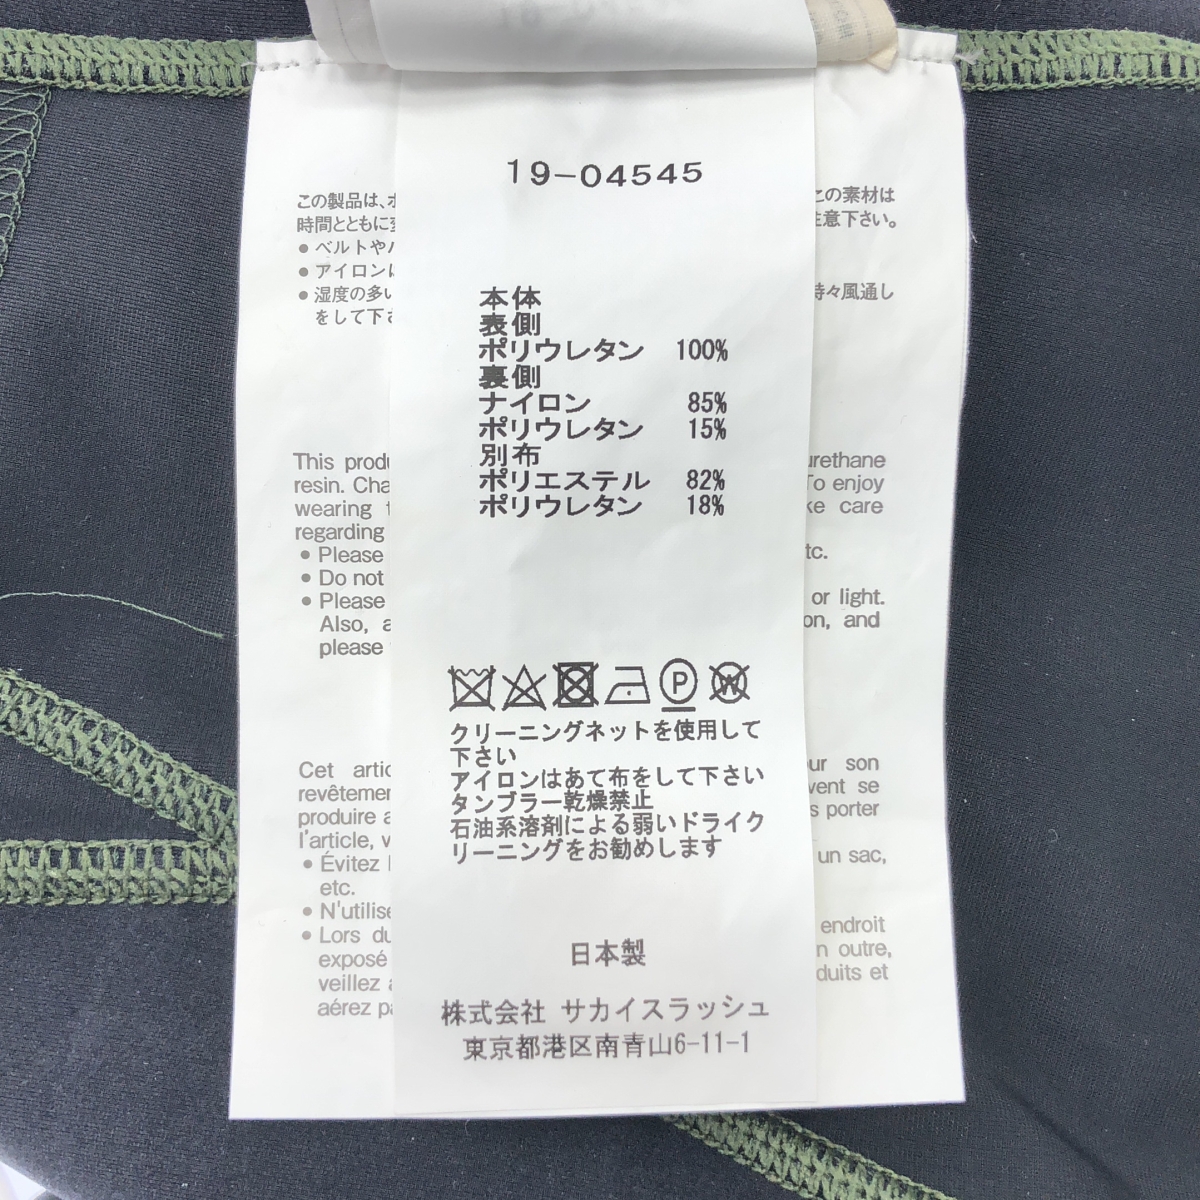 19-04545
本体
表側
ポリウレタン 100%
裏側
ナイロン 85%
ポリウレタン 15%
別布
ポリエステル 82%
ポリウレタン 18%
P
W
クリーニングネットを使用して
下さい
アイロンはあて布をして下さい
タンブラー乾燥禁止
石油系溶剤による弱いドライク
リーニングをお勧めします
日本製
株式会社 サカイスラッシュ
東京都港区南青山6-11-1
この製品は、
この素材は
時間とともに
注意下さい。
● ベルトや
● アイロン
● 湿度の多い
時々風通し
をして下さ
This
urethane
resin.
To enjoy
wearing
care
regarding
● Please
etc.
● Do not
● Please
or light.
Also,
and
please
Cet
son
se
produire
porter
l'article,
● Évitez
un sac,
etc.
● N'utilise
endroit
● Lors
outre,
exposé
et
veillez
aérez